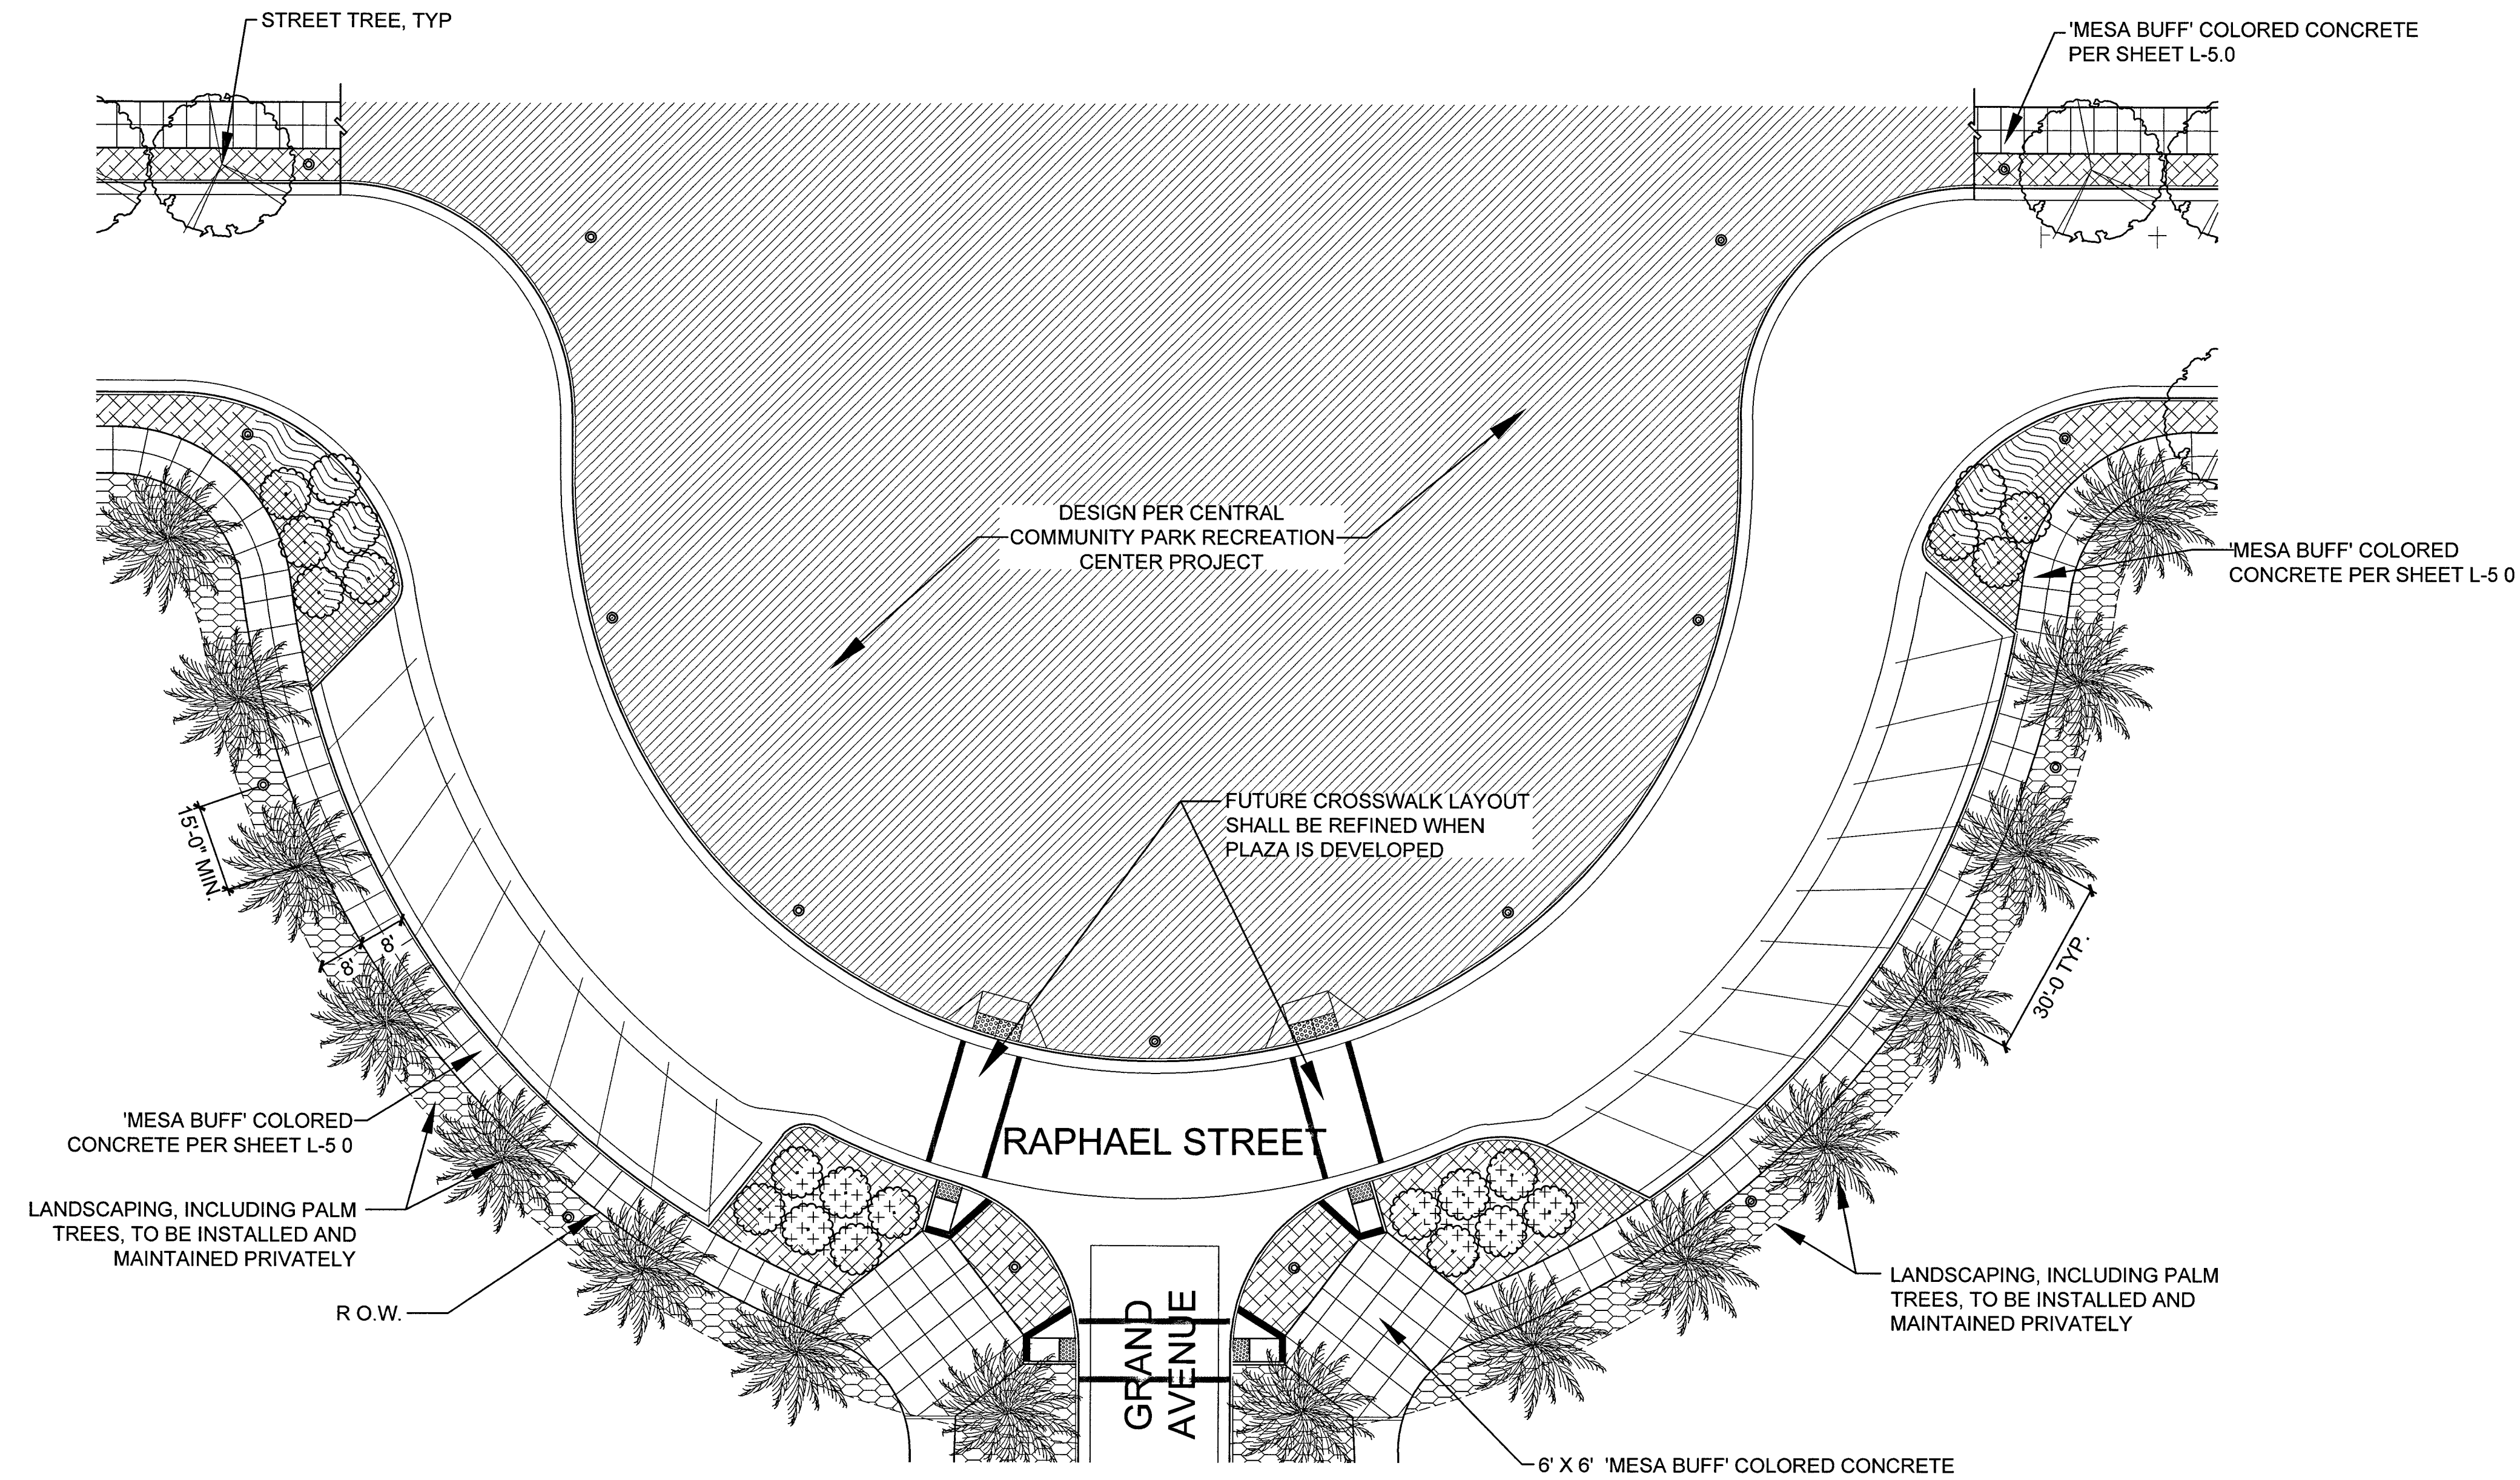 STREET TREE, TYP
'MESA BUFF' COLORED CONCRETE
PER SHEET L-5.0
DESIGN PER CENTRAL
COMMUNITY PARK RECREATION
CENTER PROJECT
'MESA BUFF' COLORED
CONCRETE PER SHEET L-5 0
FUTURE CROSSWALK LAYOUT
SHALL BE REFINED WHEN
PLAZA IS DEVELOPED
15'-0" MIN.
8'
8'
30'-0 TYP.
'MESA BUFF' COLORED
CONCRETE PER SHEET L-5 0
RAPHAEL STREET
LANDSCAPING, INCLUDING PALM
TREES, TO BE INSTALLED AND
MAINTAINED PRIVATELY
R O.W.
LANDSCAPING, INCLUDING PALM
TREES, TO BE INSTALLED AND
MAINTAINED PRIVATELY
GRAND
AVENUE
6' X 6' 'MESA BUFF' COLORED CONCRETE